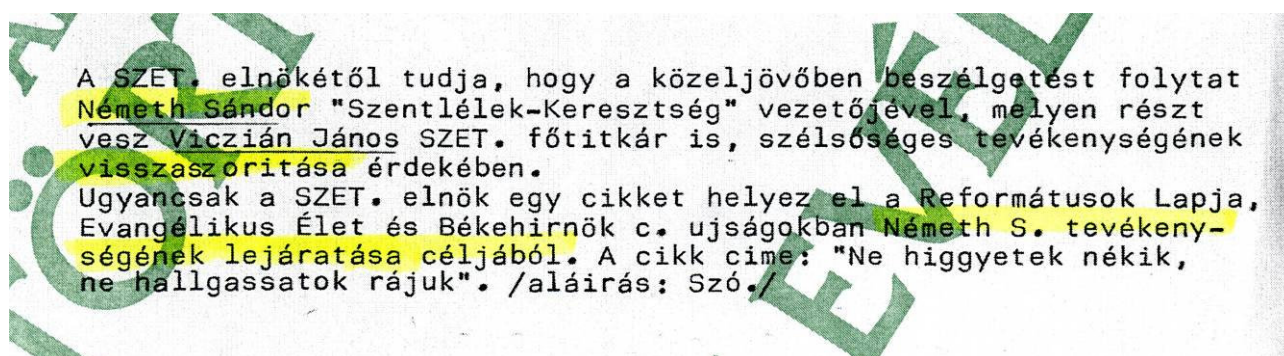 A SZET. elnökétől tudja, hogy a közeljövőben beszélgetést folytat
Németh Sándor "Szentlélek-Keresztség" vezetőjével, melyen részt
vesz Viczián János SZET. főtitkár is, szélsőséges tevékenységének
visszaszoritása érdekében.
Ugyancsak a SZET. elnök egy cikket helyez el a Reformátusok Lapja,
Evangélikus Élet és Békehirnök c. ujságokban Németh S. tevékeny-
ségének lejáratása céljából. A cikk cime: "Ne higgyetek nékik,
ne hallgassatok rájuk". /aláirás: Szó./